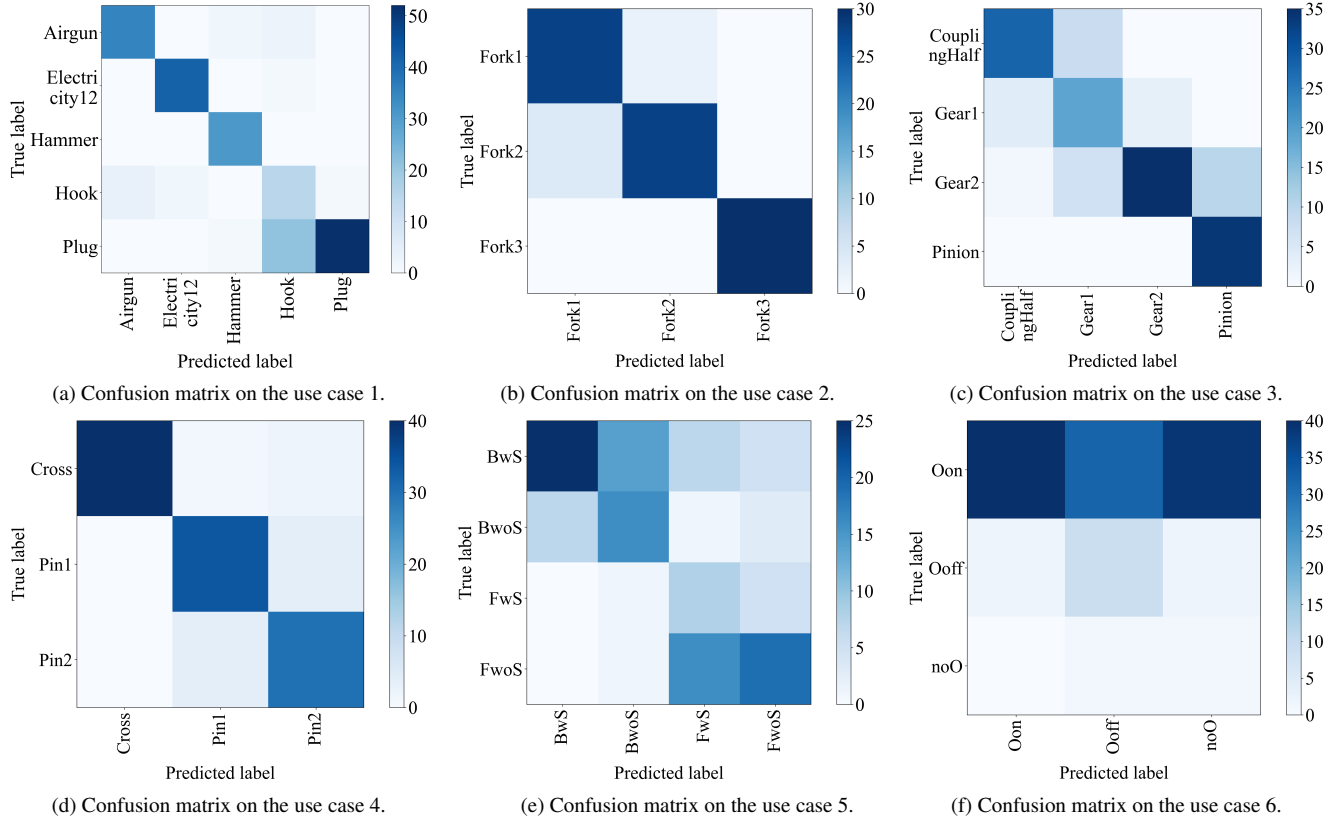 Airgun
Electri
city12
Hammer
Hook
Plug
True label
Airgun
Electri
city12
Hammer
Hook
Plug
Predicted label
50
40
30
20
10
0
(a) Confusion matrix on the use case 1.
Fork1
Fork2
Fork3
True label
Fork1
Fork2
Fork3
Predicted label
30
25
20
15
10
5
0
(b) Confusion matrix on the use case 2.
Coupli
ngHalf
Gear1
Gear2
Pinion
True label
Coupli
ngHalf
Gear1
Gear2
Pinion
Predicted label
35
30
25
20
15
10
5
0
(c) Confusion matrix on the use case 3.
Cross
Pin1
Pin2
True label
Cross
Pin1
Pin2
Predicted label
40
30
20
10
0
(d) Confusion matrix on the use case 4.
BwS
BwoS
FwS
FwoS
True label
BwS
BwoS
FwS
FwoS
Predicted label
25
20
15
10
5
0
(e) Confusion matrix on the use case 5.
Oon
Ooff
noO
True label
Oon
Ooff
noO
Predicted label
40
35
30
25
20
15
10
5
0
(f) Confusion matrix on the use case 6.